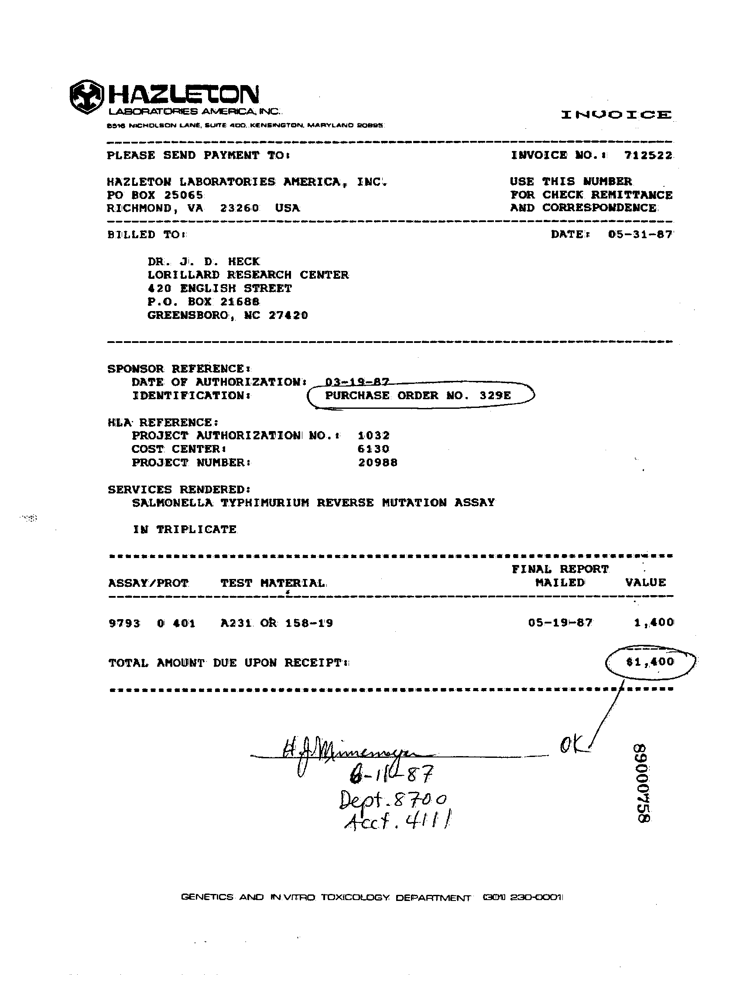 HAZLETON
LABORATORIES AMERICA, INC.
INVOICE
5516 NICHOLSON LANE, SUITE 400, KENSINGTON, MARYLAND 20895
PLEASE SEND PAYMENT TO: INVOICE NO.: 712522
HAZLETON LABORATORIES AMERICA, INC. USE THIS NUMBER
PO BOX 25065 FOR CHECK REMITTANCE
RICHMOND, VA 23260 USA AND CORRESPONDENCE
BILLED TO: DATE: 05-31-87
DR. J. D. HECK
LORILLARD RESEARCH CENTER
420 ENGLISH STREET
P.O. BOX 21688
GREENSBORO, NC 27420
SPONSOR REFERENCE:
DATE OF AUTHORIZATION: 03-19-87
IDENTIFICATION: PURCHASE ORDER NO. 329E
HLA REFERENCE:
PROJECT AUTHORIZATION NO.: 1032
COST CENTER: 6130
PROJECT NUMBER: 20988
SERVICES RENDERED:
SALMONELLA TYPHIMURIUM REVERSE MUTATION ASSAY
IN TRIPLICATE
FINAL REPORT
ASSAY/PROT TEST MATERIAL MAILED VALUE
9793 0 401 A231 OR 158-19 05-19-87 1,400
TOTAL AMOUNT DUE UPON RECEIPT: $1,400
H J Minnemeyer OK
87
Dept. 8700
Acct. 4111
89000758
GENETICS AND IN VITRO TOXICOLOGY DEPARTMENT (301) 230-0001